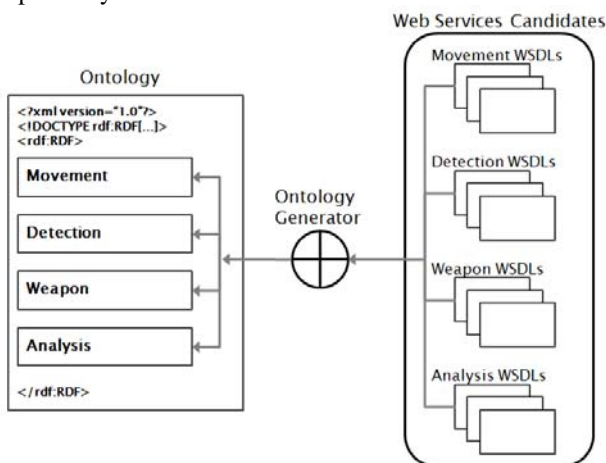 Web Services Candidates
Movement WSDLs
Ontology
<?xml version="1.0"?>
<!DOCTYPE rdf:RDF[...]>
<rdf:RDF>
Movement
Detection WSDLs
Ontology
Generator
Detection
Weapon WSDLs
Weapon
Analysis
Analysis WSDLs
</rdf:RDF>